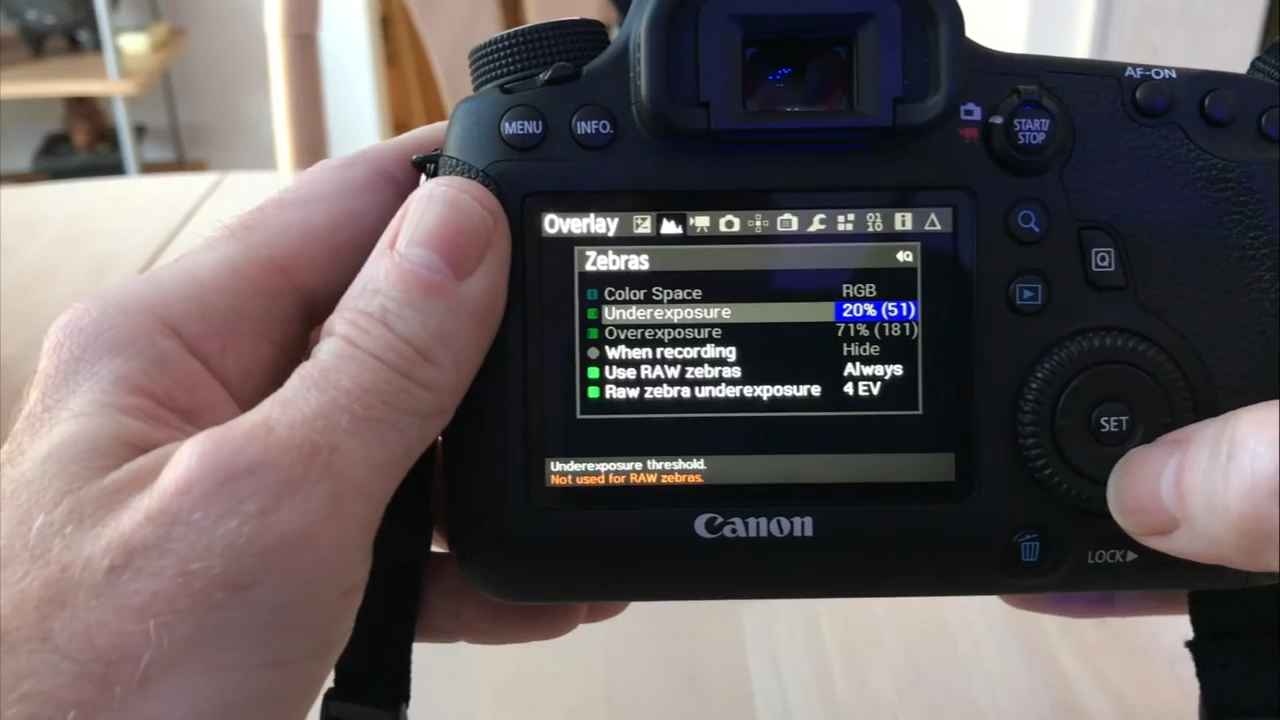 AF-ON
MENU
INFO.
START/
STOP
Overlay
Q
Zebras
Q
Color Space RGB
Underexposure 20% (51)
Overexposure 71% (181)
When recording Hide
Use RAW zebras Always
Raw zebra underexposure 4 EV
SET
Underexposure threshold.
Not used for RAW zebras.
Canon
LOCK